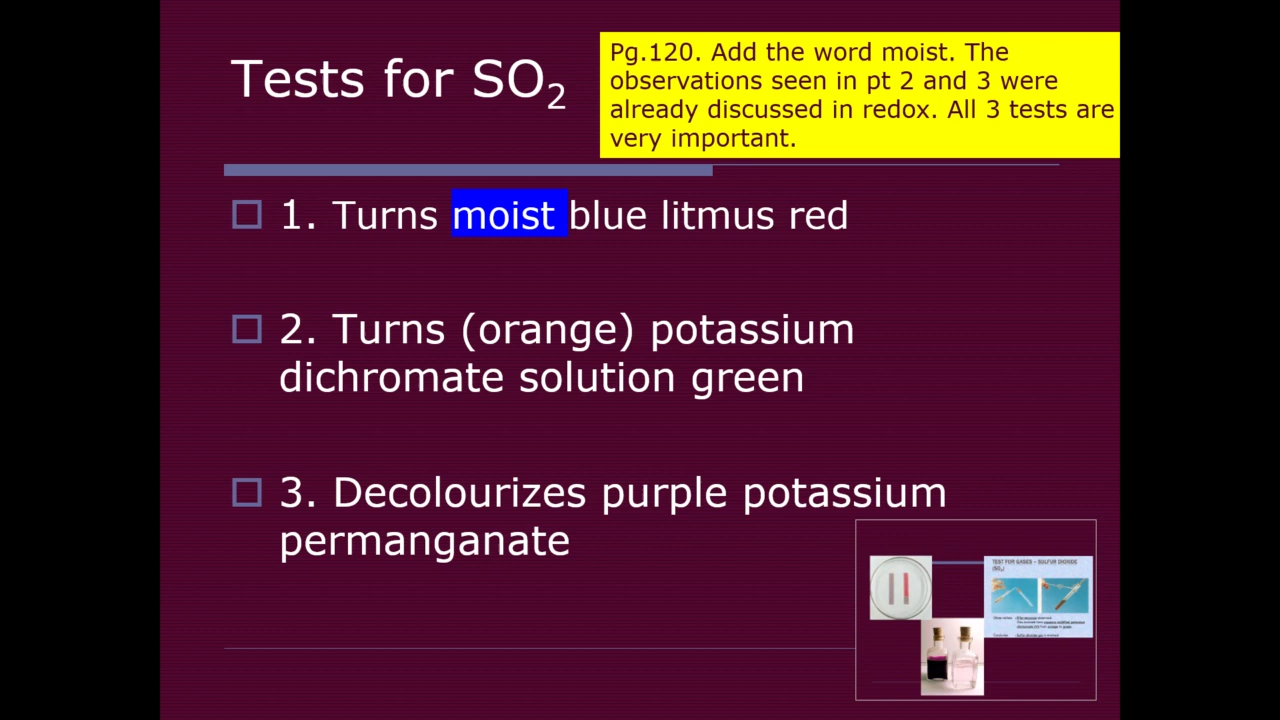 Tests for SO₂
Pg.120. Add the word moist. The
observations seen in pt 2 and 3 were
already discussed in redox. All 3 tests are
very important.
1. Turns moist blue litmus red
2. Turns (orange) potassium
dichromate solution green
3. Decolourizes purple potassium
permanganate
TEST FOR GASES – SULFUR DIOXIDE
(SO₂)